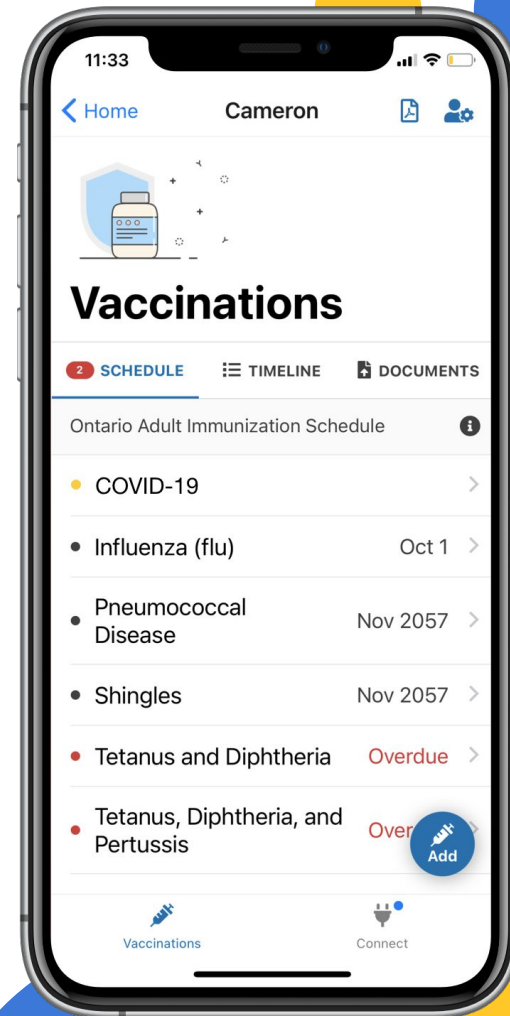 11:33
Home Cameron
Vaccinations
2 SCHEDULE TIMELINE DOCUMENTS
Ontario Adult Immunization Schedule
COVID-19
Influenza (flu) Oct 1
Pneumococcal
Disease Nov 2057
Shingles Nov 2057
Tetanus and Diphtheria Overdue
Tetanus, Diphtheria, and
Pertussis
Add
Vaccinations Connect